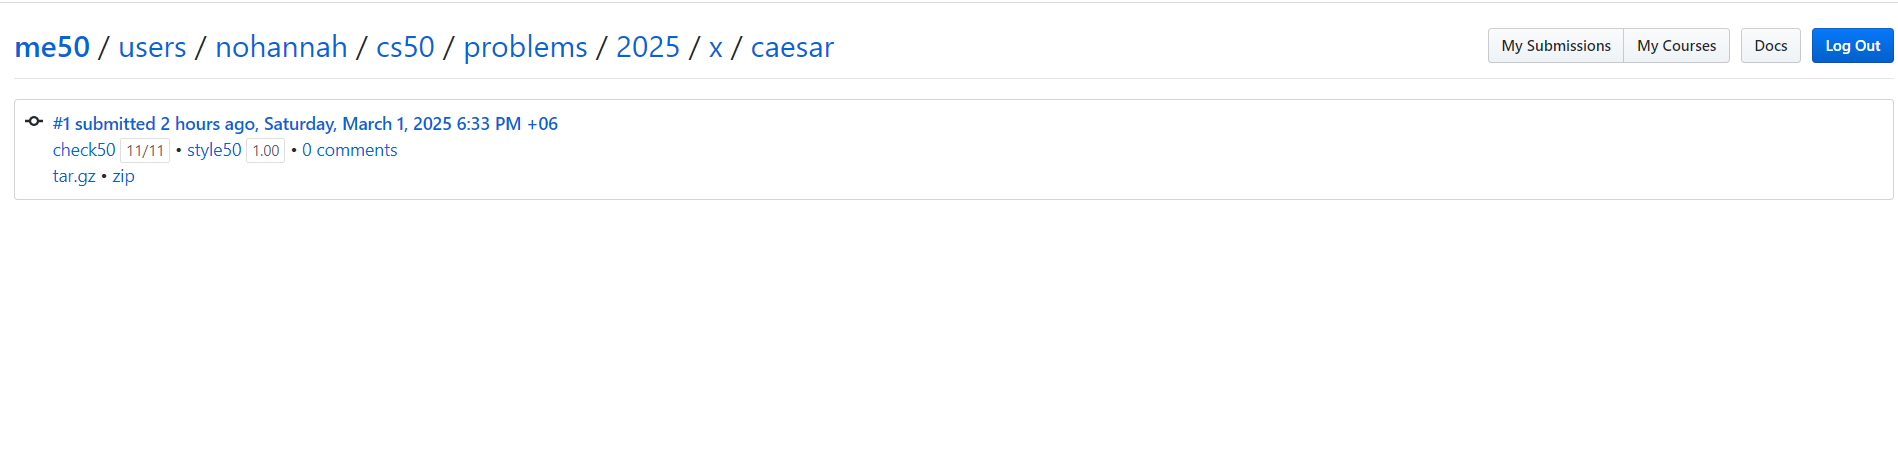 me50 / users / nohannah / cs50 / problems / 2025 / x / caesar
My Submissions My Courses Docs Log Out
#1 submitted 2 hours ago, Saturday, March 1, 2025 6:33 PM +06
check50 11/11 • style50 1.00 • 0 comments
tar.gz • zip